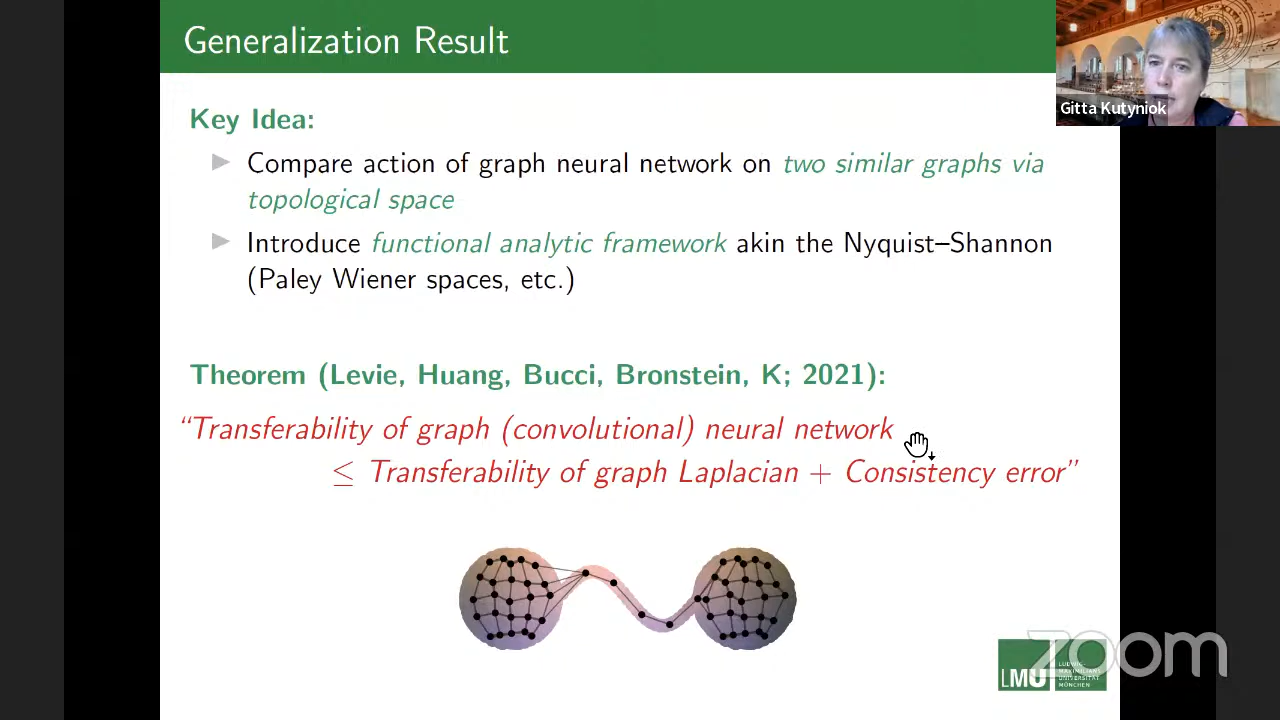 Generalization Result
Gitta Kutyniok
Key Idea:
Compare action of graph neural network on two similar graphs via
topological space
Introduce functional analytic framework akin the Nyquist–Shannon
(Paley Wiener spaces, etc.)
Theorem (Levie, Huang, Bucci, Bronstein, K; 2021):
“Transferability of graph (convolutional) neural network
≤ Transferability of graph Laplacian + Consistency error”
LMU
LUDWIG-
MAXIMILIANS
UNIVERSITÄT
MÜNCHEN
zoom